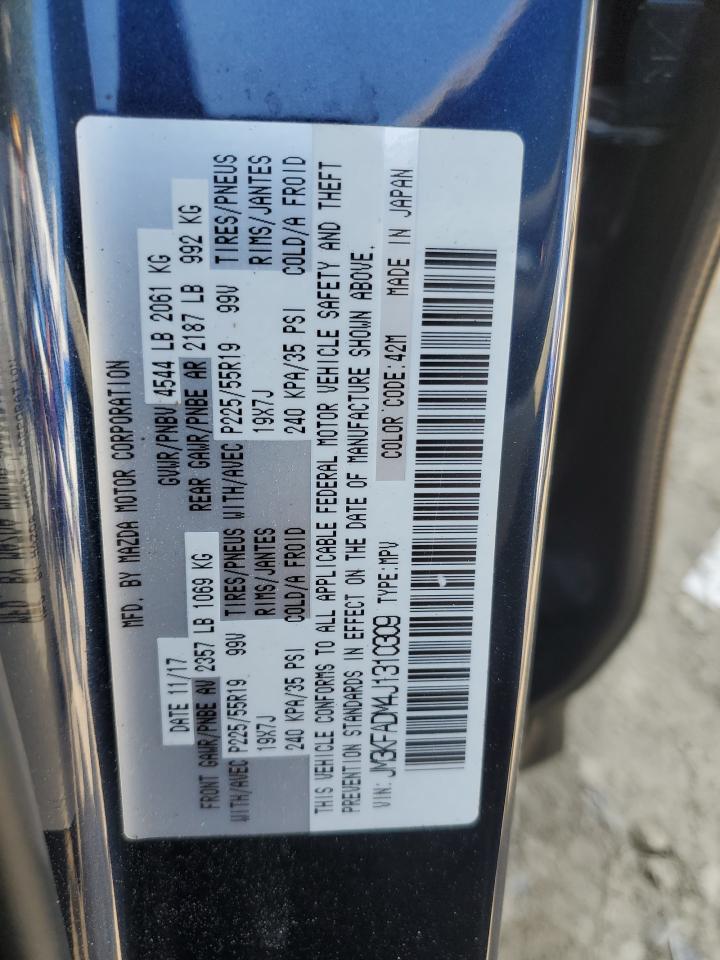 MFD. BY MAZDA MOTOR CORPORATION
DATE 11/17 GVWR/PNBV 4544 LB 2061 KG
FRONT GAWR/PNBE AV 2357 LB 1069 KG REAR GAWR/PNBE AR 2187 LB 992 KG
WITH/AVEC P225/55R19 99V TIRES/PNEUS WITH/AVEC P225/55R19 99V TIRES/PNEUS
19X7J RIMS/JANTES 19X7J RIMS/JANTES
240 KPA/35 PSI COLD/A FROID 240 KPA/35 PSI COLD/A FROID
THIS VEHICLE CONFORMS TO ALL APPLICABLE FEDERAL MOTOR VEHICLE SAFETY AND THEFT
PREVENTION STANDARDS IN EFFECT ON THE DATE OF MANUFACTURE SHOWN ABOVE.
VIN: JM3KFADM4J1310309 TYPE:MPV COLOR CODE:42M MADE IN JAPAN